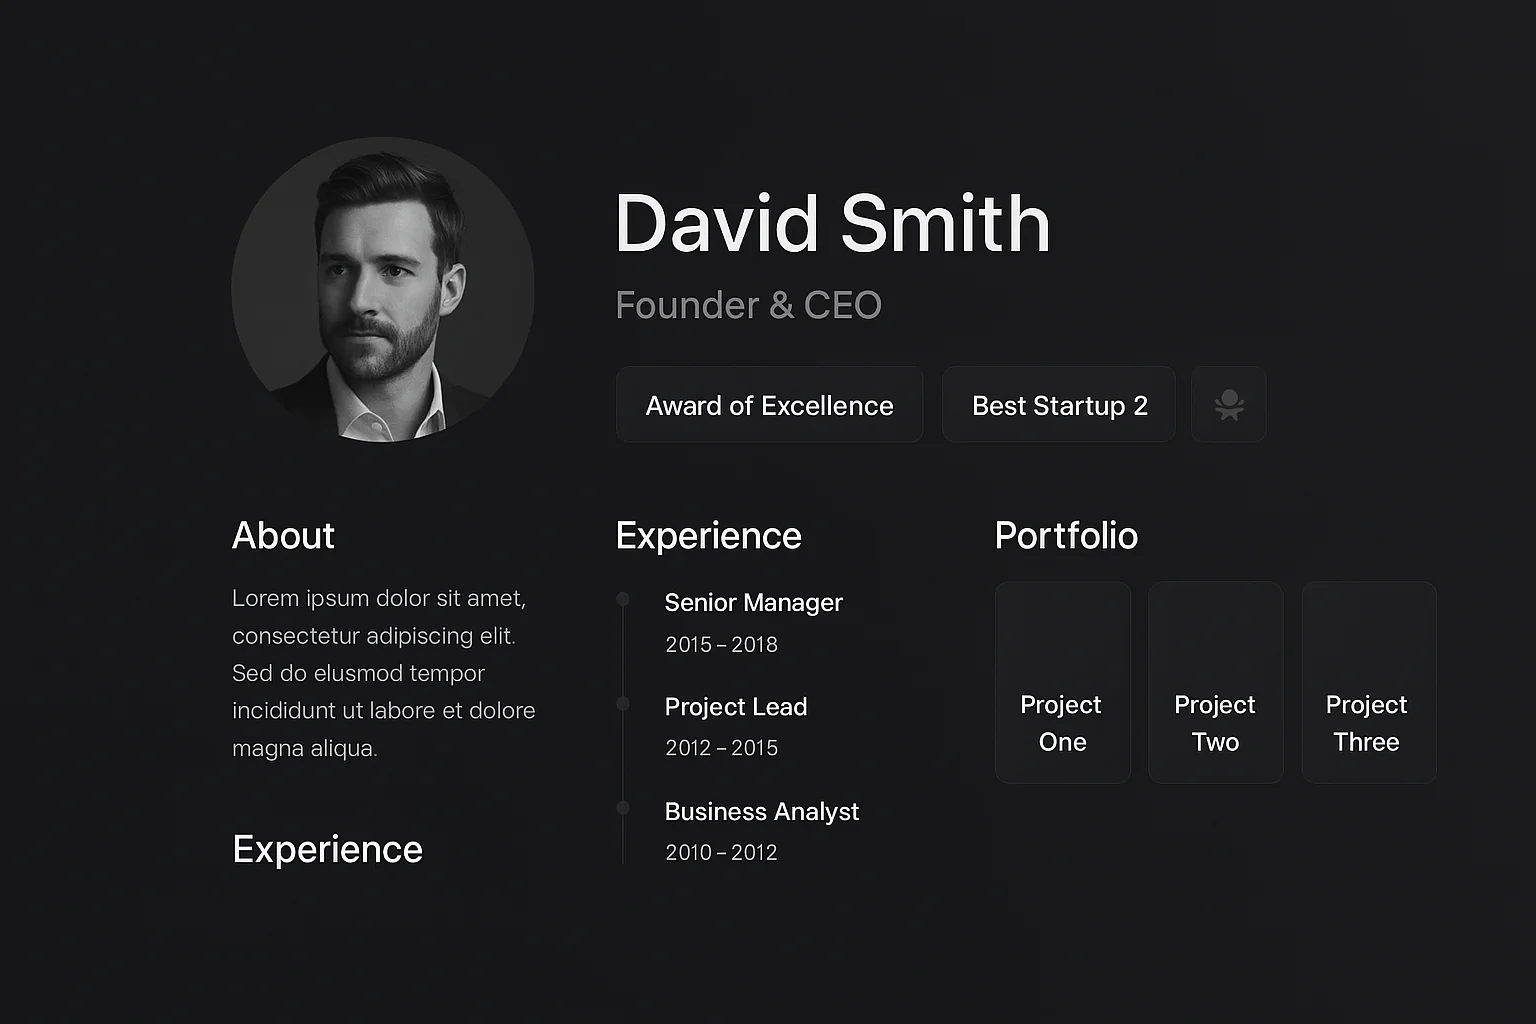 David Smith
Founder & CEO
Award of Excellence
Best Startup 2
About
Lorem ipsum dolor sit amet,
consectetur adipiscing elit.
Sed do elusmod tempor
incididunt ut labore et dolore
magna aliqua.
Experience
Experience
Senior Manager
2015 – 2018
Project Lead
2012 – 2015
Business Analyst
2010 – 2012
Portfolio
Project
One
Project
Two
Project
Three